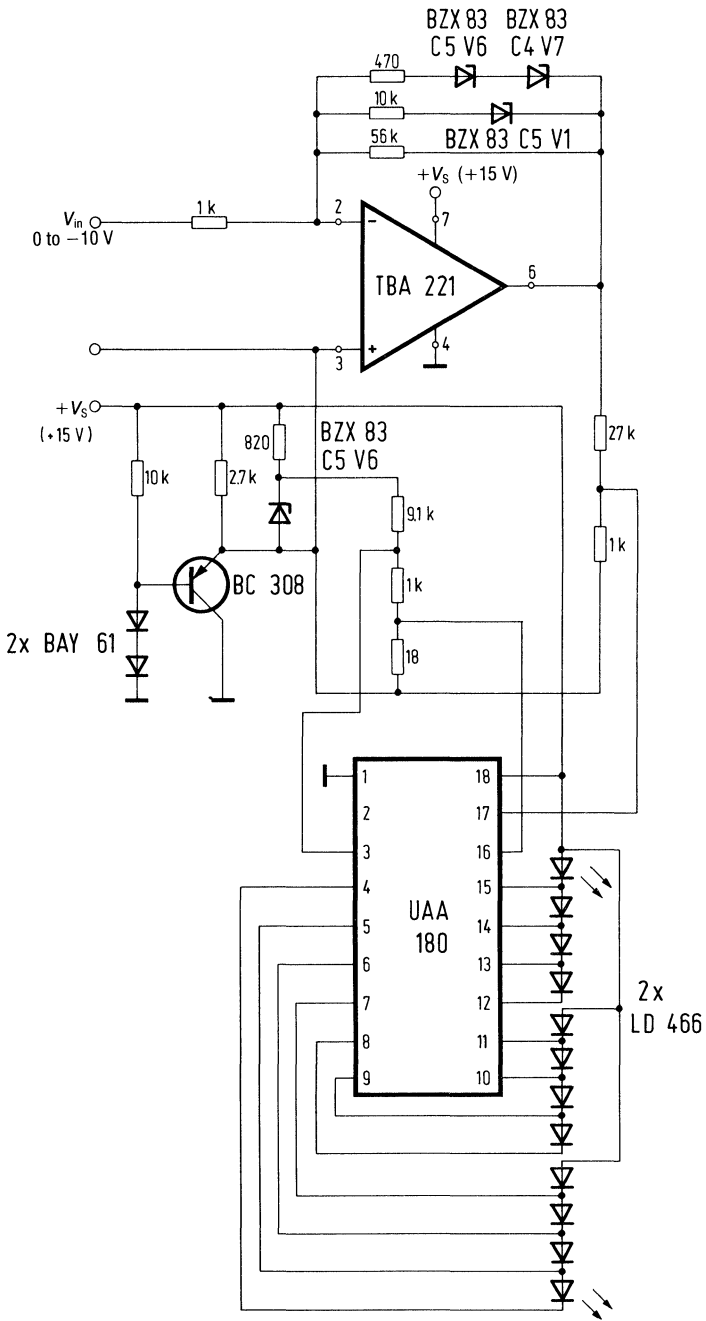 BZX 83 BZX 83
C5 V6 C4 V7
470
10 k
BZX 83 C5 V1
56 k
+VS (+15 V)
1 k
2
7
Vin
0 to −10 V
−
TBA 221
6
4
+
3
+VS
(+15 V)
BZX 83
C5 V6
820
27 k
10 k
2.7 k
9.1 k
1 k
BC 308
1 k
2x BAY 61
18
1 18
2 17
3 16
4 15
UAA
180
5 14
6 13
7 12
2x
LD 466
8 11
9 10